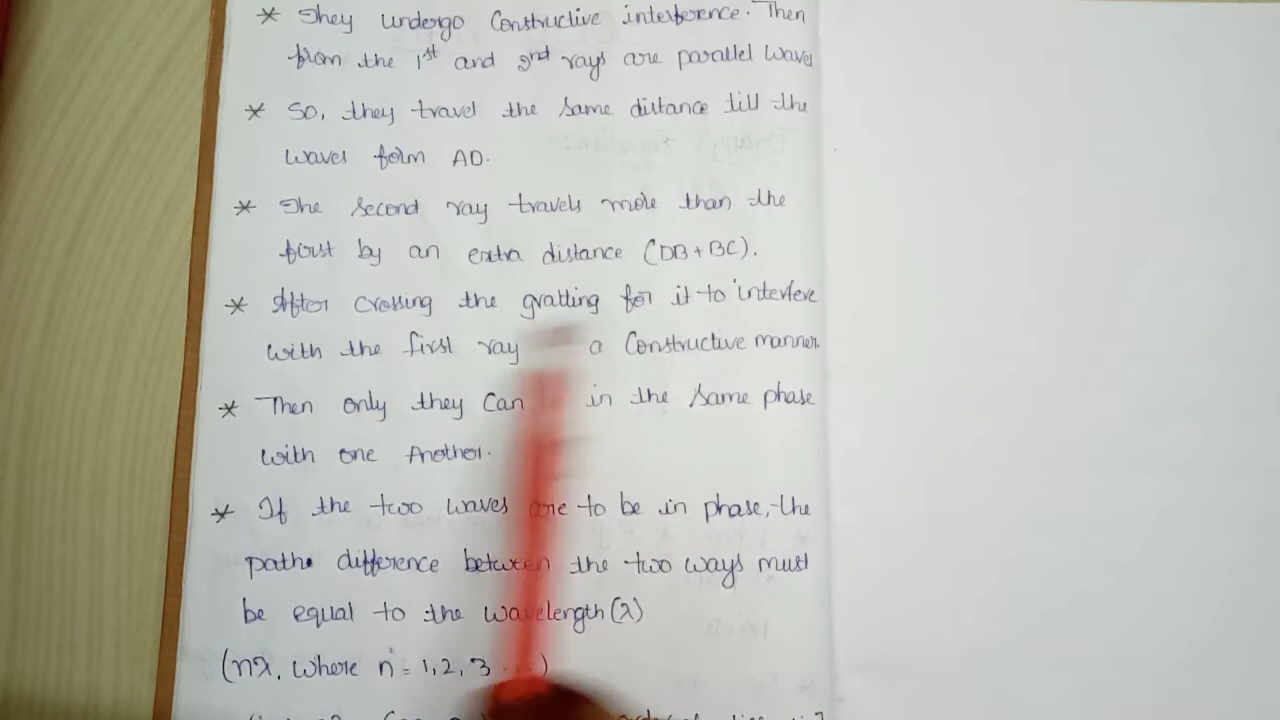 * They undergo Constructive interference. Then
from the 1st and 2nd rays are parallel waves
* So, they travel the same distance till the
waves form AD.
* The second ray travels more than the
first by an extra distance (DB+BC).
* After crossing the gratting for it to interfere
with the first ray a Constructive manner.
* Then only they can in the same phase
with one Another.
* If the two waves are to be in phase, the
path difference between the two ways must
be equal to the wavelength (λ)
(nλ, where n = 1, 2, 3 ...)